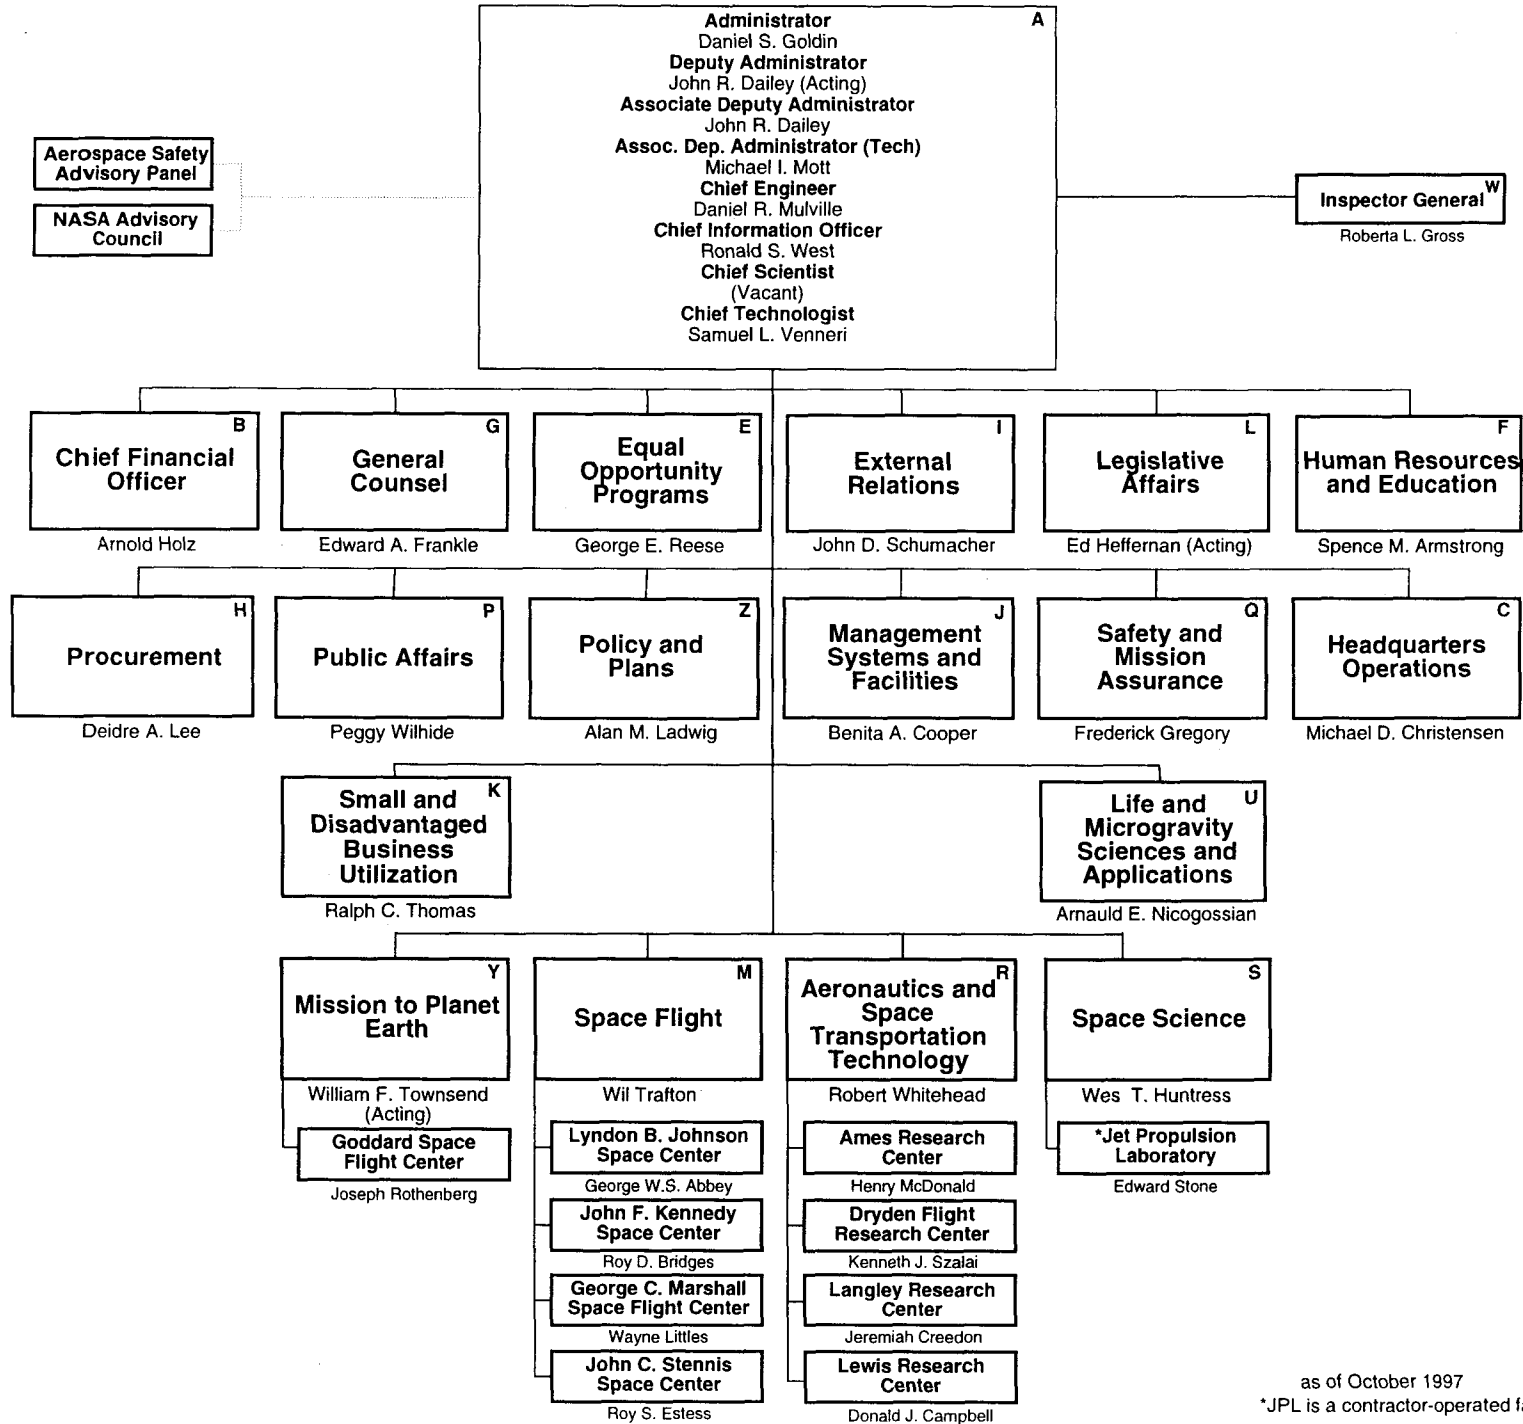 Administrator
A
Daniel S. Goldin
Deputy Administrator
John R. Dailey (Acting)
Associate Deputy Administrator
John R. Dailey
Assoc. Dep. Administrator (Tech)
Michael I. Mott
Chief Engineer
Daniel R. Mulville
Chief Information Officer
Ronald S. West
Chief Scientist
(Vacant)
Chief Technologist
Samuel L. Venneri
Aerospace Safety
Advisory Panel
NASA Advisory
Council
Inspector General W
Roberta L. Gross
B
Chief Financial
Officer
Arnold Holz
G
General
Counsel
Edward A. Frankle
E
Equal
Opportunity
Programs
George E. Reese
I
External
Relations
John D. Schumacher
L
Legislative
Affairs
Ed Heffernan (Acting)
F
Human Resources
and Education
Spence M. Armstrong
H
Procurement
Deidre A. Lee
P
Public Affairs
Peggy Wilhide
Z
Policy and
Plans
Alan M. Ladwig
J
Management
Systems and
Facilities
Benita A. Cooper
Q
Safety and
Mission
Assurance
Frederick Gregory
C
Headquarters
Operations
Michael D. Christensen
K
Small and
Disadvantaged
Business
Utilization
Ralph C. Thomas
U
Life and
Microgravity
Sciences and
Applications
Arnauld E. Nicogossian
Y
Mission to Planet
Earth
William F. Townsend
(Acting)
Goddard Space
Flight Center
Joseph Rothenberg
M
Space Flight
Wil Trafton
Lyndon B. Johnson
Space Center
George W.S. Abbey
John F. Kennedy
Space Center
Roy D. Bridges
George C. Marshall
Space Flight Center
Wayne Littles
John C. Stennis
Space Center
Roy S. Estess
R
Aeronautics and
Space
Transportation
Technology
Robert Whitehead
Ames Research
Center
Henry McDonald
Dryden Flight
Research Center
Kenneth J. Szalai
Langley Research
Center
Jeremiah Creedon
Lewis Research
Center
Donald J. Campbell
S
Space Science
Wes T. Huntress
*Jet Propulsion
Laboratory
Edward Stone
as of October 1997
*JPL is a contractor-operated